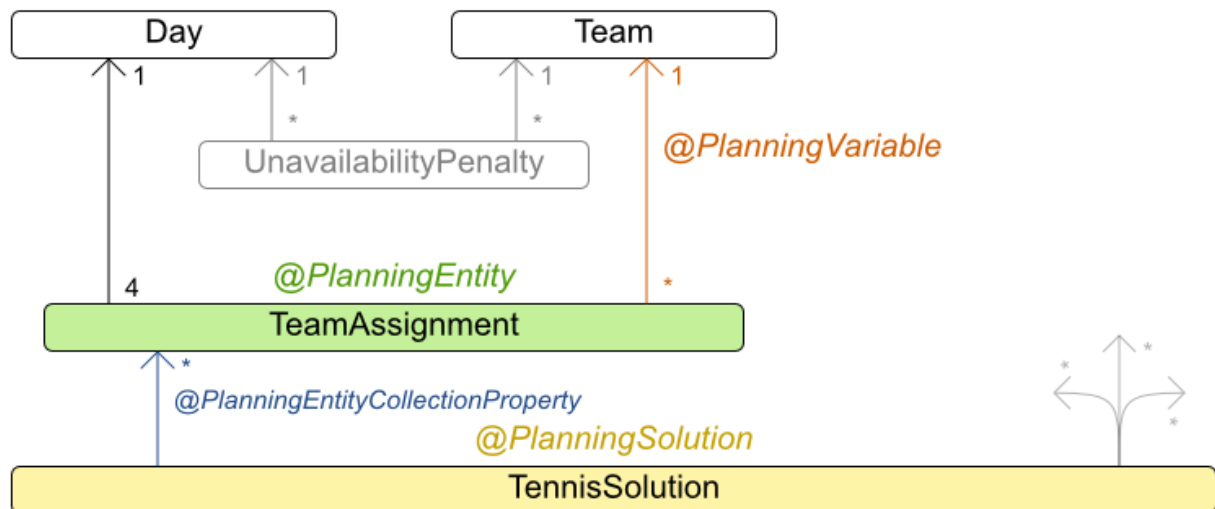 Day
Team
1
1
1
1
*
*
@PlanningVariable
UnavailabilityPenalty
4
@PlanningEntity
*
TeamAssignment
*
*
*
@PlanningEntityCollectionProperty
*
@PlanningSolution
TennisSolution